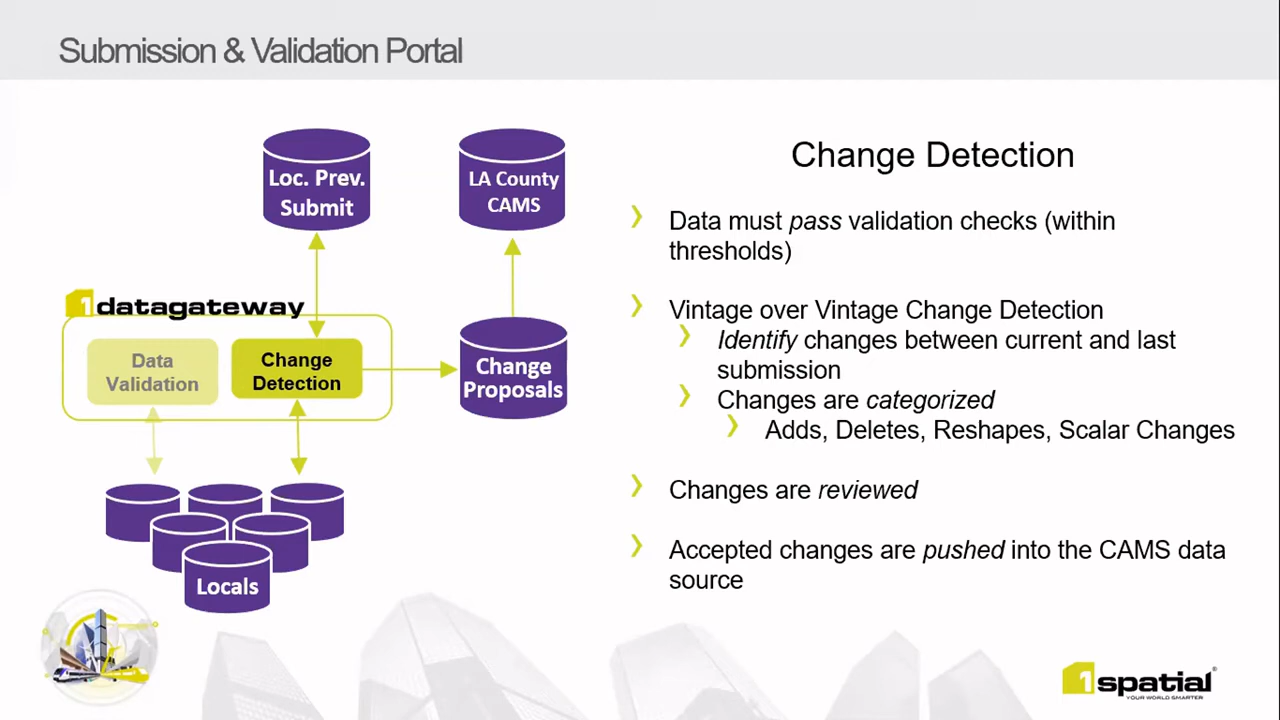 Submission & Validation Portal
Loc. Prev.
Submit
LA County
CAMS
1datagateway
Data
Validation
Change
Detection
Change
Proposals
Locals
Change Detection
Data must pass validation checks (within
thresholds)
Vintage over Vintage Change Detection
Identify changes between current and last
submission
Changes are categorized
Adds, Deletes, Reshapes, Scalar Changes
Changes are reviewed
Accepted changes are pushed into the CAMS data
source
1spatial®
YOUR WORLD SMARTER